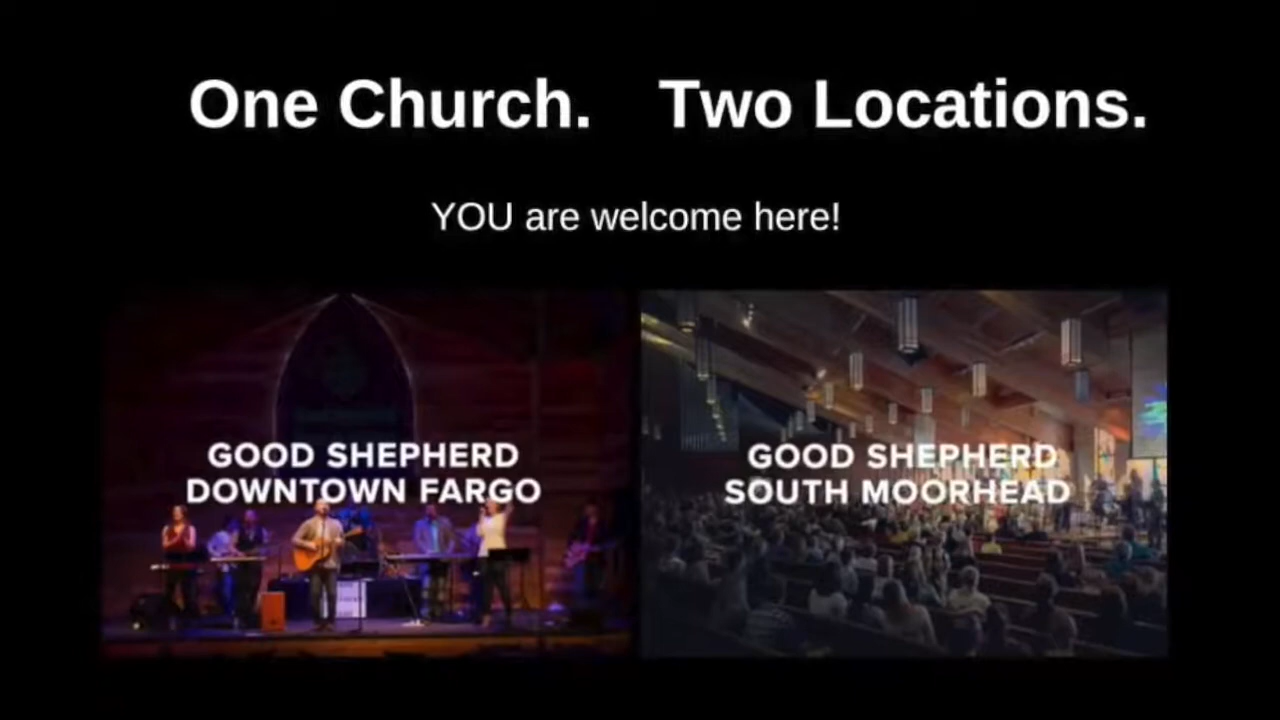 One Church. Two Locations.
YOU are welcome here!
GOOD SHEPHERD
DOWNTOWN FARGO
GOOD SHEPHERD
SOUTH MOORHEAD